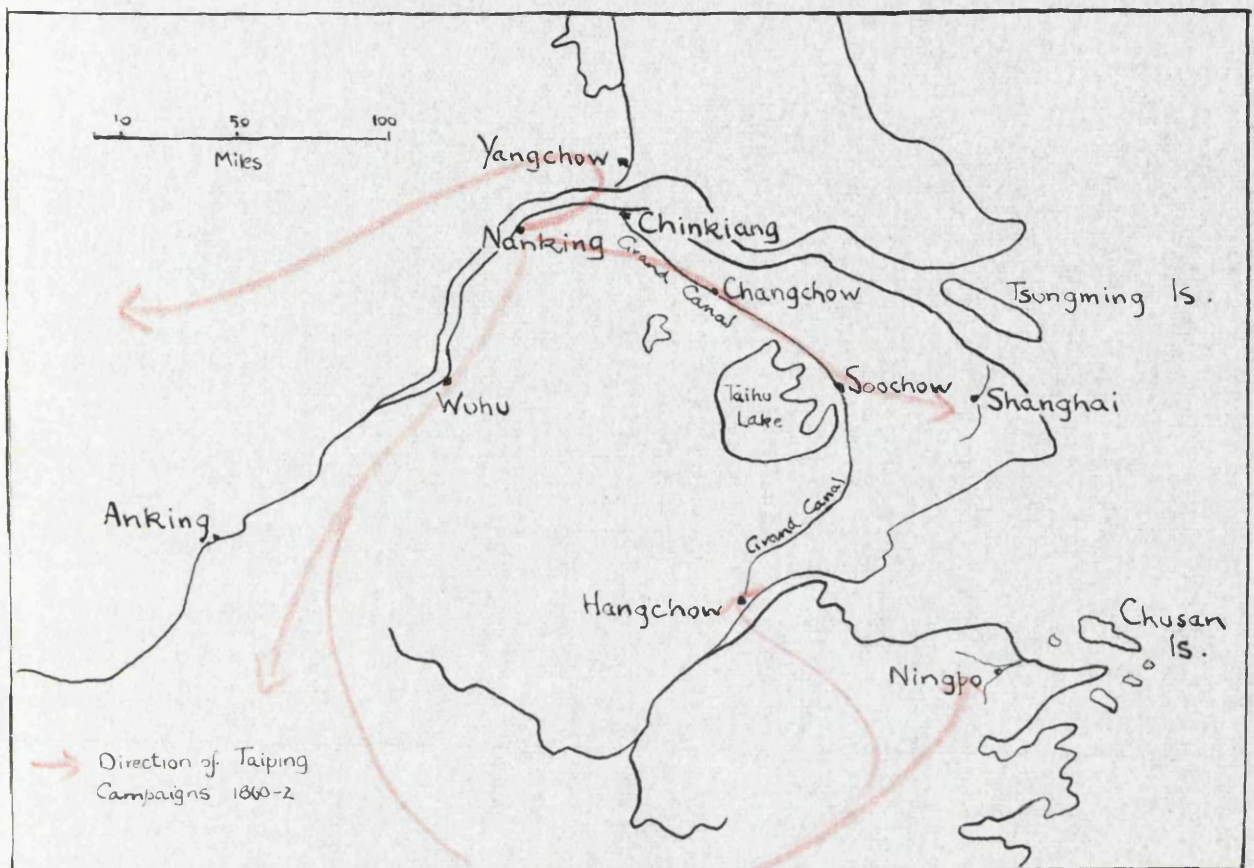 10 50 100
Miles
Yangchow
Nanking
Chinkiang
Grand Canal
Changchow
Tsungming Is.
Wuhu
Taihu
Lake
Soochow
Shanghai
Anking
Grand Canal
Hangchow
Chusan
Is.
Ningpo
Direction of Taiping
Campaigns 1860-2